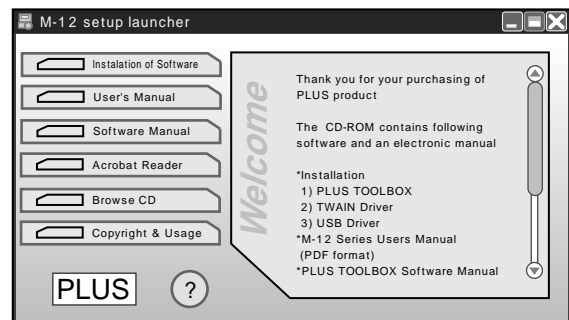 M-12 setup launcher
Instalation of Software
User's Manual
Software Manual
Acrobat Reader
Browse CD
Copyright & Usage
PLUS
?
Welcome
Thank you for your purchasing of
PLUS product
The CD-ROM contains following
software and an electronic manual
*Installation
1) PLUS TOOLBOX
2) TWAIN Driver
3) USB Driver
*M-12 Series Users Manual
(PDF format)
*PLUS TOOLBOX Software Manual